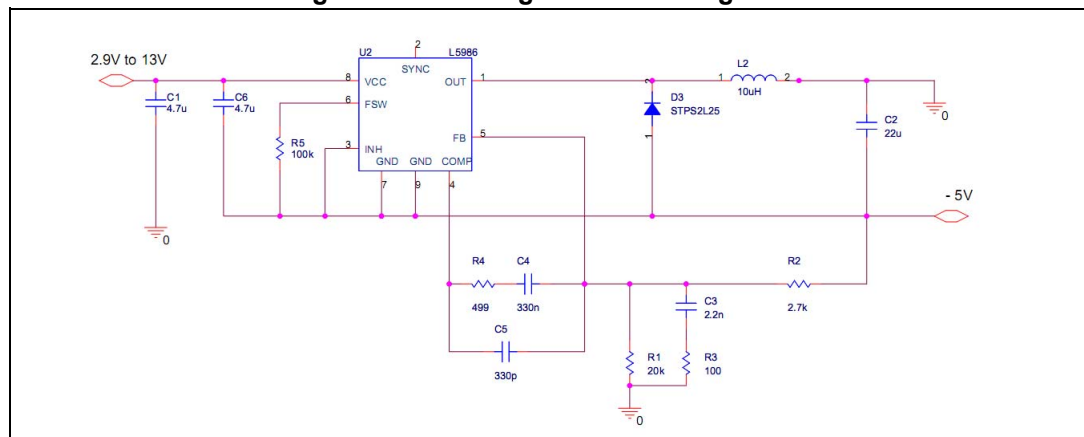 2.9V to 13V
C1
4.7u
0
C6
4.7u
R5
100k
U2
L5986
2
SYNC
8
VCC
6
FSW
3
INH
GND
7
GND
9
COMP
4
OUT
1
FB
5
2
D3
STPS2L25
1
L2
1
2
10uH
0
C2
22u
- 5V
R4
499
C4
330n
C5
330p
C3
2.2n
R1
20k
R3
100
0
R2
2.7k